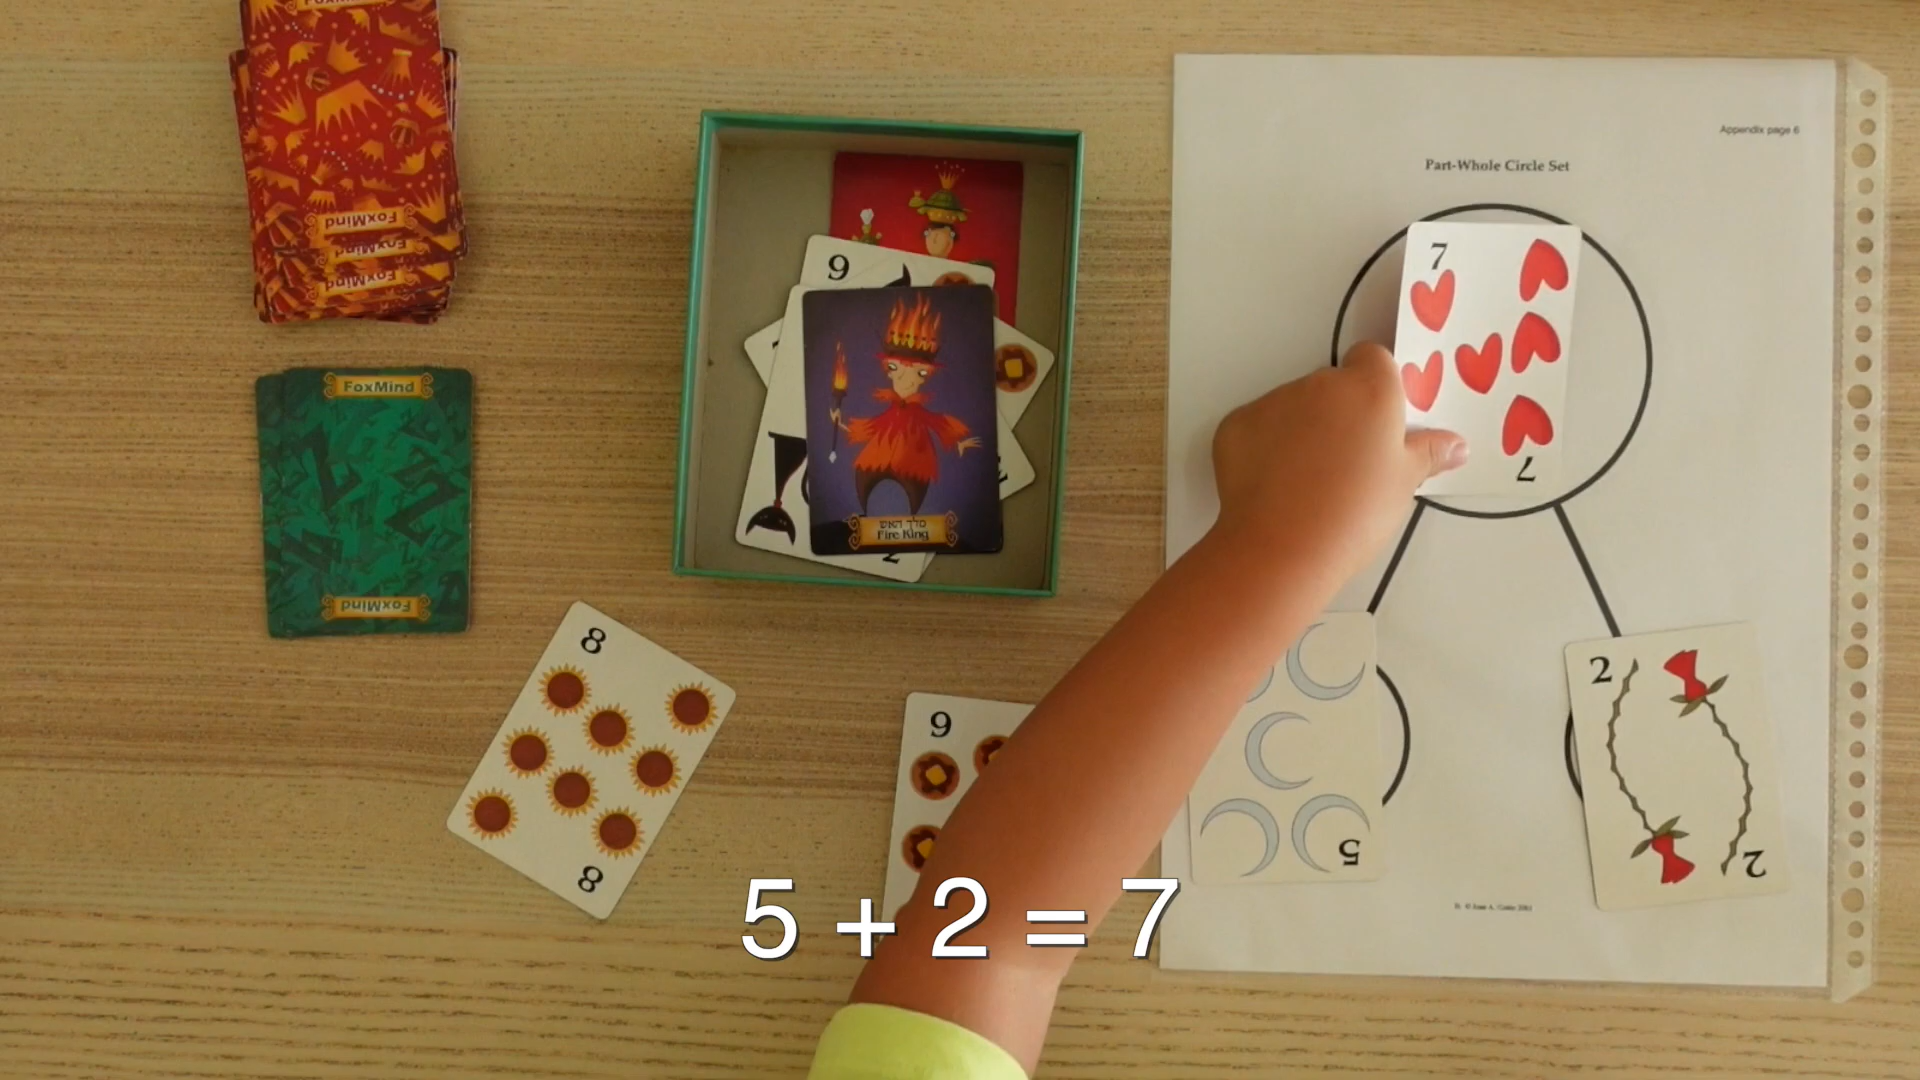 FoxMind
FoxMind
FoxMind
FoxMind
FoxMind
FoxMind
9
מלך האש
Fire King
2
Appendix page 6
Part-Whole Circle Set
7
7
5
2
2
8
8
9
5 + 2 = 7